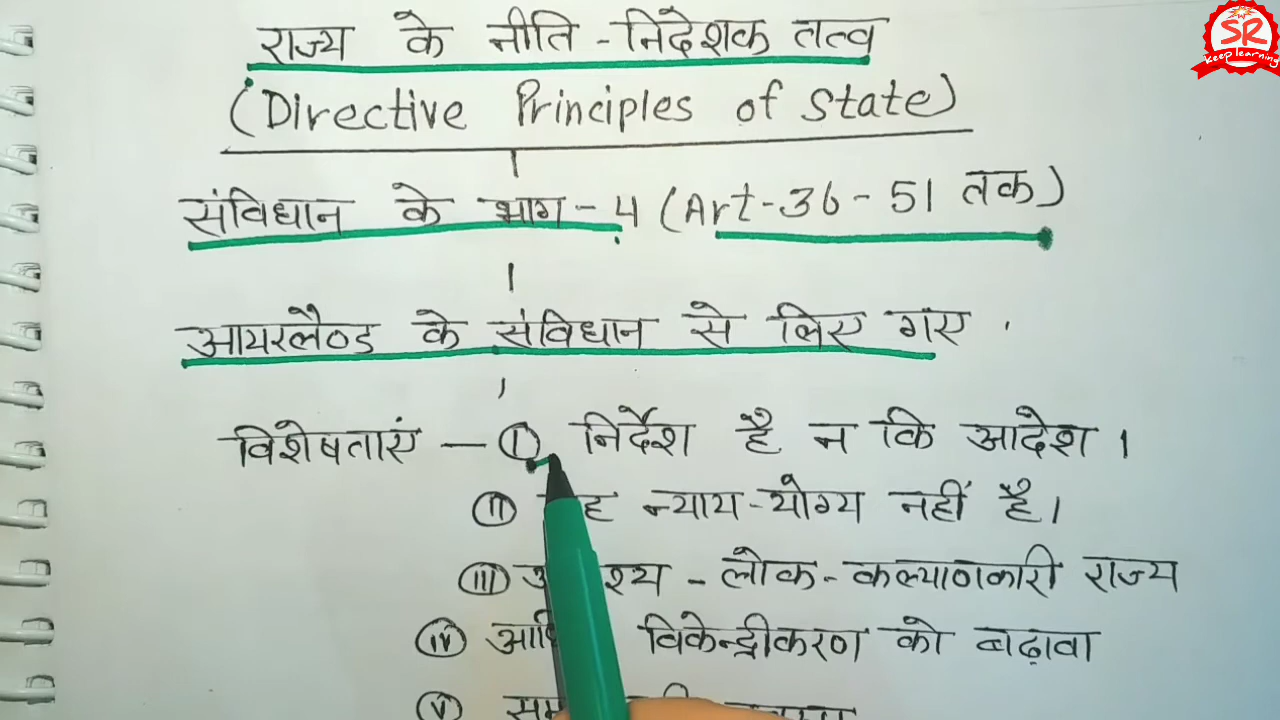 राज्य के नीति-निदेशक तत्व
(Directive Principles of State)
संविधान के भाग-4 (Art-36-51 तक)
आयरलैण्ड के संविधान से लिए गए
विशेषताएं - (I) निर्देश है न कि आदेश।
(II) न्याय-योग्य नहीं है।
(III) - लोक-कल्याणकारी राज्य
(IV) विकेन्द्रीकरण को बढ़ावा
(V)
SR
Keep learning